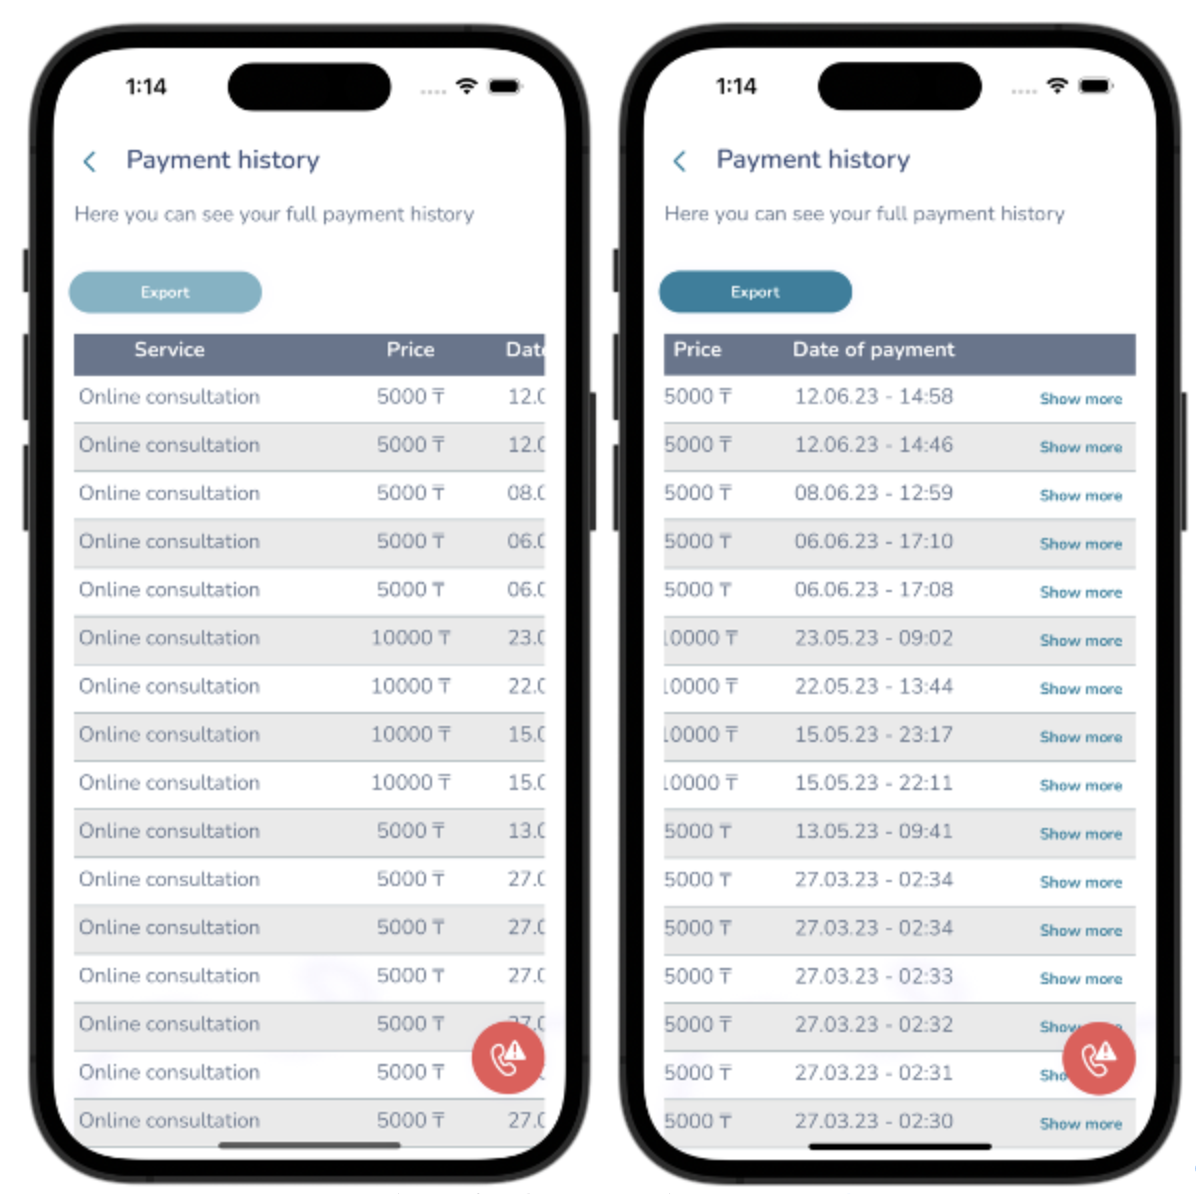 1:14
Payment history
Here you can see your full payment history
Export
Service Price Date
Online consultation 5000 ₸ 12.0
Online consultation 5000 ₸ 12.0
Online consultation 5000 ₸ 08.0
Online consultation 5000 ₸ 06.0
Online consultation 5000 ₸ 06.0
Online consultation 10000 ₸ 23.0
Online consultation 10000 ₸ 22.0
Online consultation 10000 ₸ 15.0
Online consultation 10000 ₸ 15.0
Online consultation 5000 ₸ 13.0
Online consultation 5000 ₸ 27.0
Online consultation 5000 ₸ 27.0
Online consultation 5000 ₸ 27.0
Online consultation 5000 ₸ 27.0
Online consultation 5000 ₸
Online consultation 5000 ₸ 27.0
1:14
Payment history
Here you can see your full payment history
Export
Price Date of payment
5000 ₸ 12.06.23 - 14:58 Show more
5000 ₸ 12.06.23 - 14:46 Show more
5000 ₸ 08.06.23 - 12:59 Show more
5000 ₸ 06.06.23 - 17:10 Show more
5000 ₸ 06.06.23 - 17:08 Show more
10000 ₸ 23.05.23 - 09:02 Show more
10000 ₸ 22.05.23 - 13:44 Show more
10000 ₸ 15.05.23 - 23:17 Show more
10000 ₸ 15.05.23 - 22:11 Show more
5000 ₸ 13.05.23 - 09:41 Show more
5000 ₸ 27.03.23 - 02:34 Show more
5000 ₸ 27.03.23 - 02:34 Show more
5000 ₸ 27.03.23 - 02:33 Show more
5000 ₸ 27.03.23 - 02:32 Show
5000 ₸ 27.03.23 - 02:31 Sho
5000 ₸ 27.03.23 - 02:30 Show more